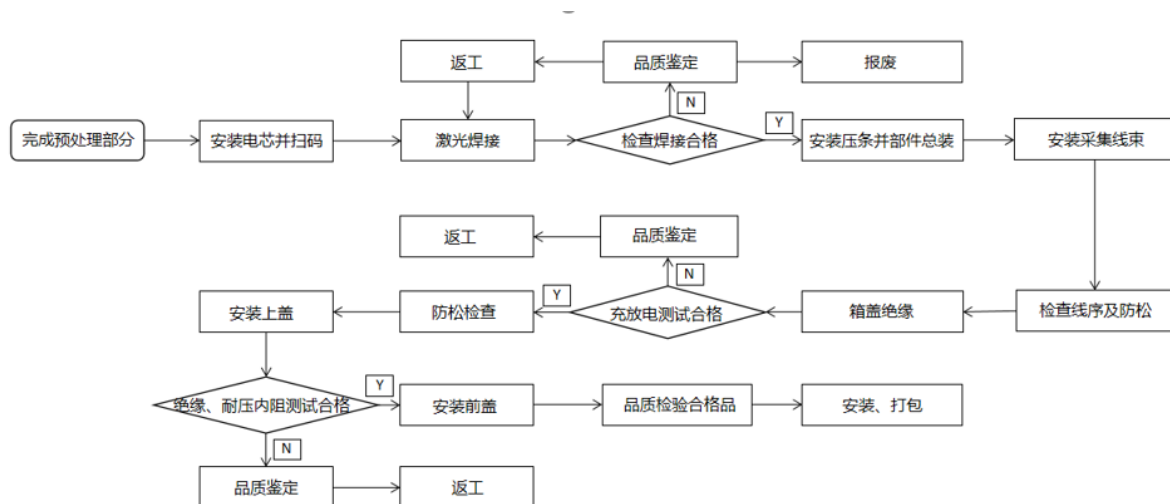 返工
品质鉴定
报废
N
Y
完成预处理部分
安装电芯并扫码
激光焊接
检查焊接合格
安装压条并部件总装
安装采集线束
返工
品质鉴定
N
Y
安装上盖
防松检查
充放电测试合格
箱盖绝缘
检查线序及防松
Y
绝缘、耐压内阻测试合格
安装前盖
品质检验合格品
安装、打包
N
品质鉴定
返工